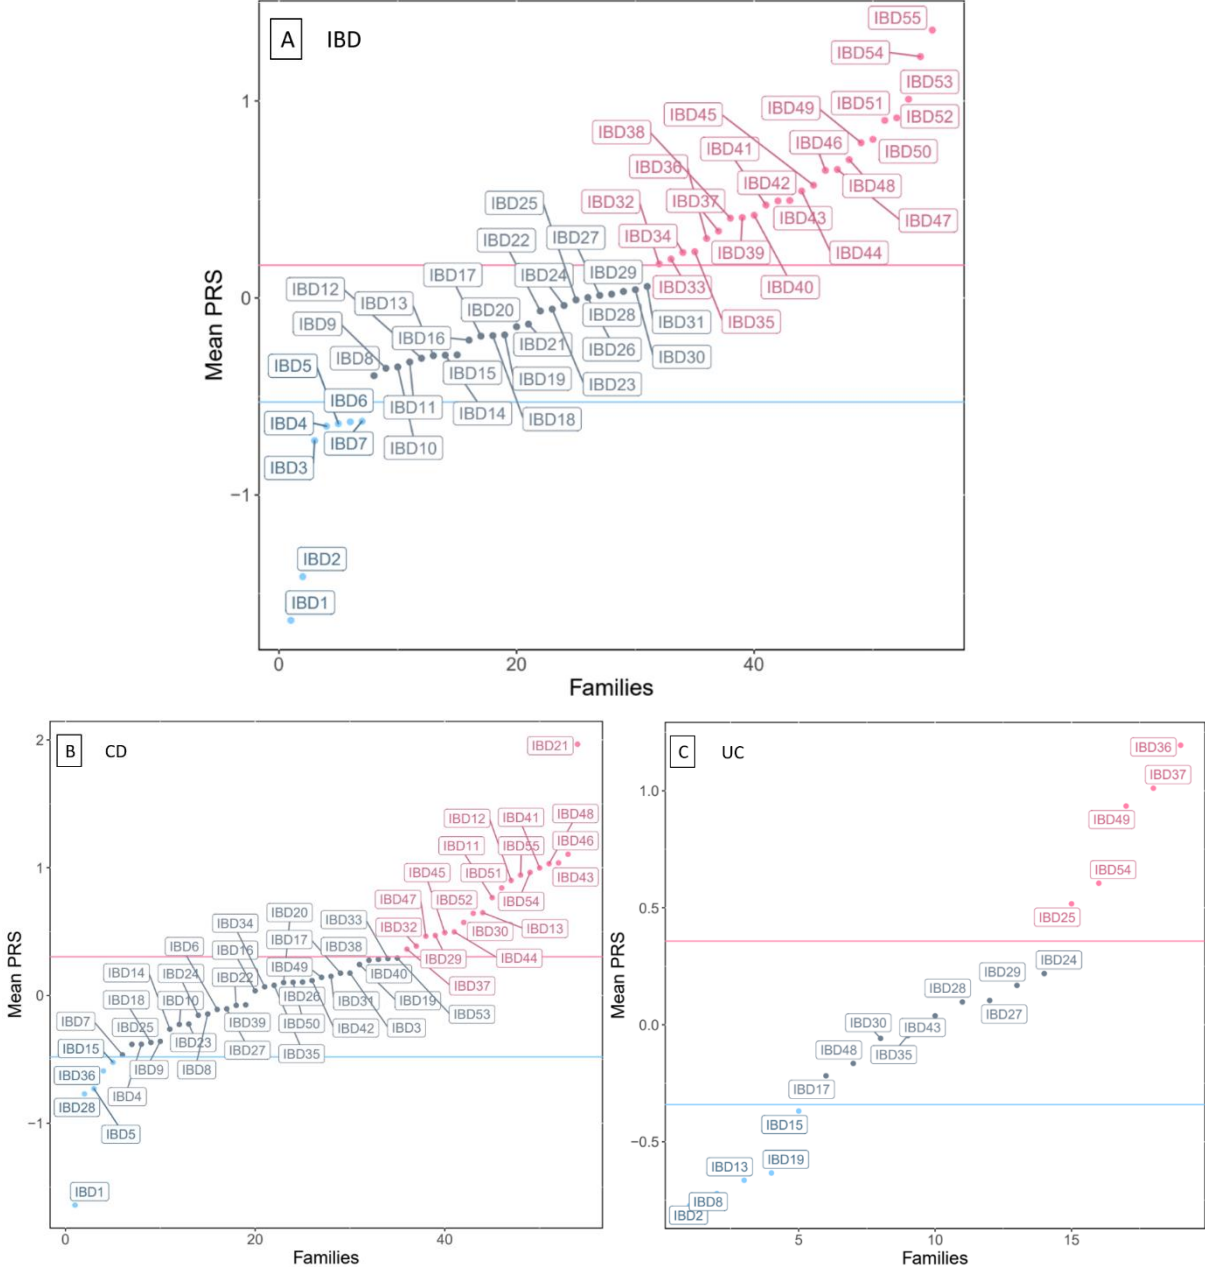 A IBD
IBD55
IBD54
IBD53
IBD51
IBD52
IBD49
IBD45
IBD38
IBD46
IBD50
IBD41
IBD36
IBD42
IBD48
IBD37
IBD25
IBD32
IBD43
IBD47
IBD34
IBD22
IBD27
IBD39
IBD44
IBD17
IBD24
IBD29
IBD33
IBD40
IBD12
IBD13
IBD20
IBD28
IBD31
IBD35
IBD9
IBD16
IBD21
IBD26
IBD30
IBD8
IBD5
IBD15
IBD19
IBD23
IBD6
IBD11
IBD14
IBD18
IBD4
IBD7
IBD10
IBD3
IBD2
IBD1
1
0
−1
Mean PRS
0 20 40
Families
B CD
IBD21
IBD12
IBD41
IBD48
IBD11
IBD55
IBD46
IBD45
IBD51
IBD43
IBD47
IBD52
IBD54
IBD20
IBD34
IBD33
IBD32
IBD30
IBD13
IBD6
IBD17
IBD38
IBD16
IBD29
IBD44
IBD14
IBD24
IBD22
IBD49
IBD40
IBD37
IBD18
IBD10
IBD26
IBD31
IBD19
IBD7
IBD25
IBD39
IBD50
IBD42
IBD3
IBD53
IBD15
IBD23
IBD27
IBD35
IBD36
IBD9
IBD8
IBD28
IBD4
IBD5
IBD1
2
1
0
−1
Mean PRS
0 20 40
Families
C UC
IBD36
IBD37
IBD49
IBD54
IBD25
IBD24
IBD29
IBD28
IBD27
IBD30
IBD43
IBD35
IBD48
IBD17
IBD15
IBD19
IBD13
IBD8
IBD2
1.0
0.5
0.0
−0.5
Mean PRS
5 10 15
Families